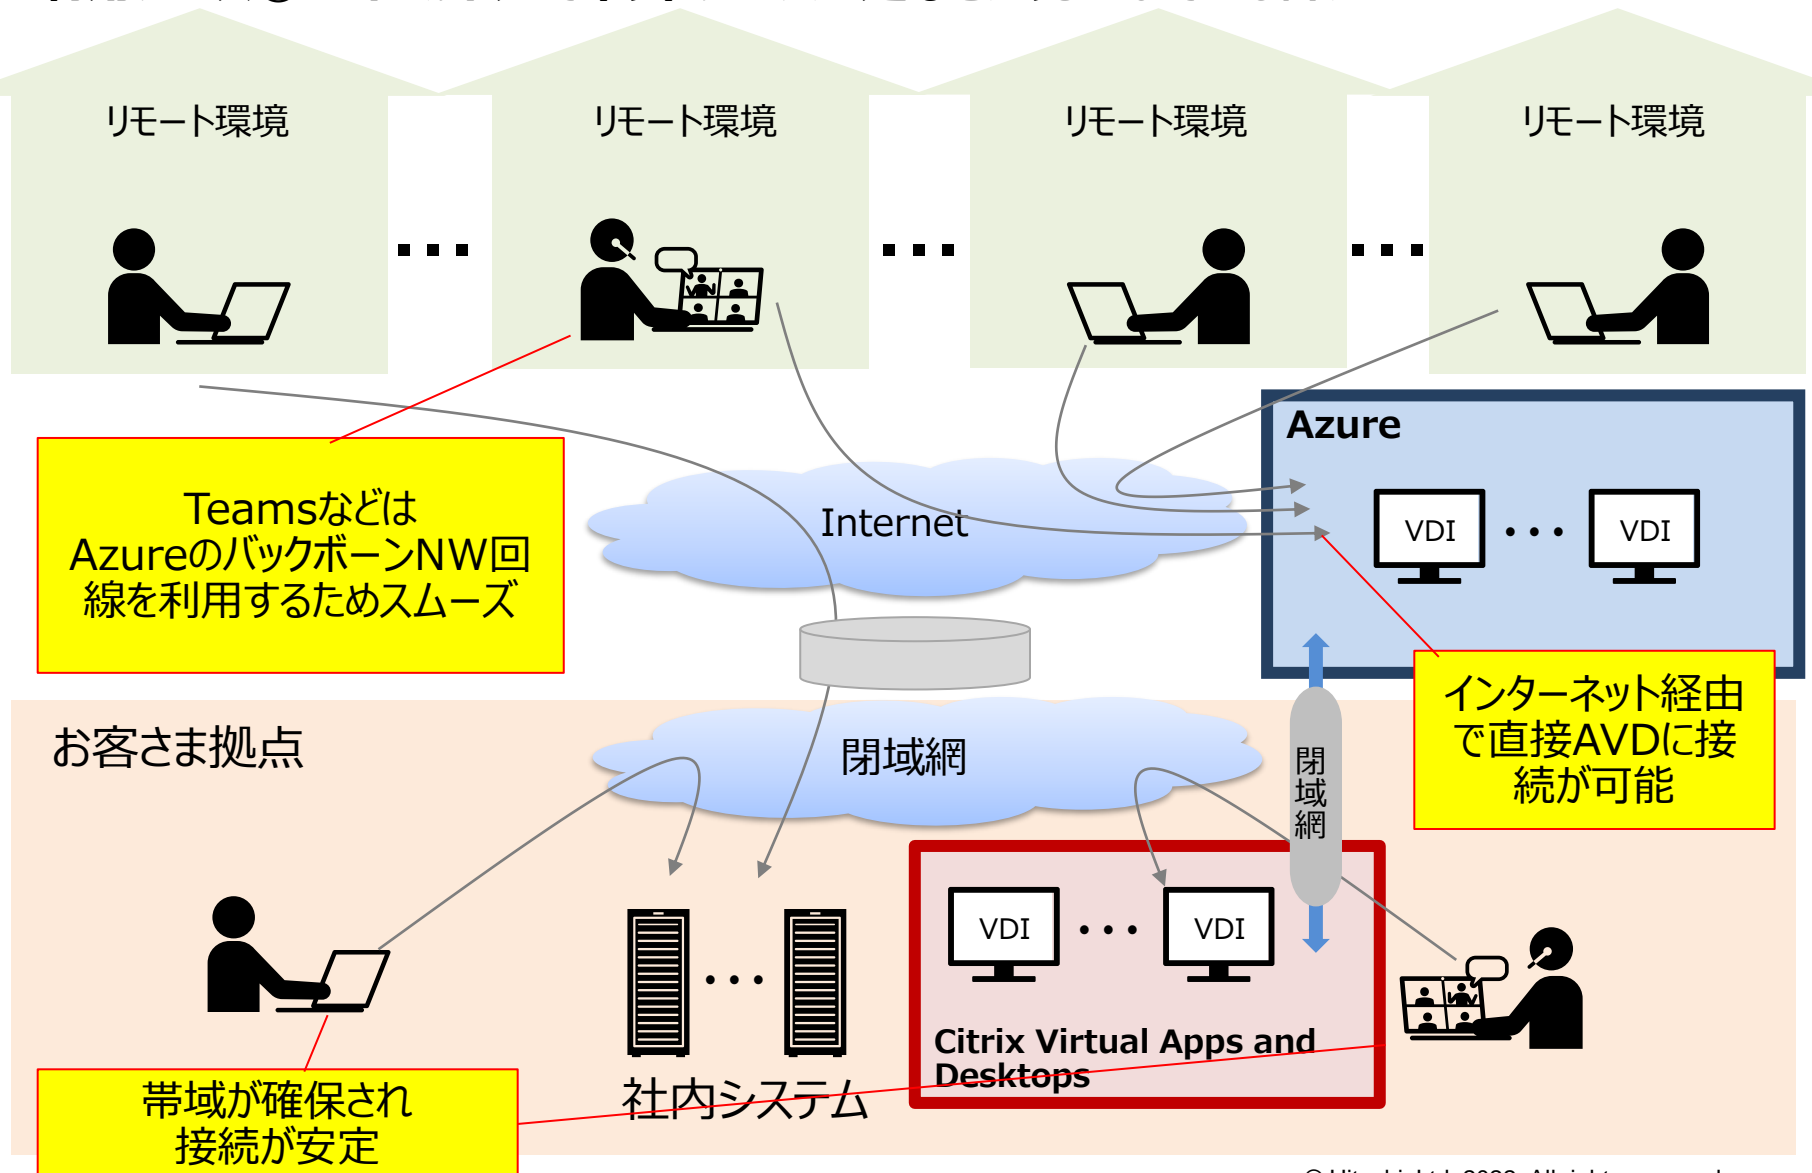 リモート環境
リモート環境
リモート環境
リモート環境
Azure
Teamsなどは
AzureのバックボーンNW回
線を利用するためスムーズ
Internet
VDI
VDI
インターネット経由
で直接AVDに接
続が可能
お客さま拠点
閉域網
閉域網
VDI
VDI
Citrix Virtual Apps and
Desktops
社内システム
帯域が確保され
接続が安定